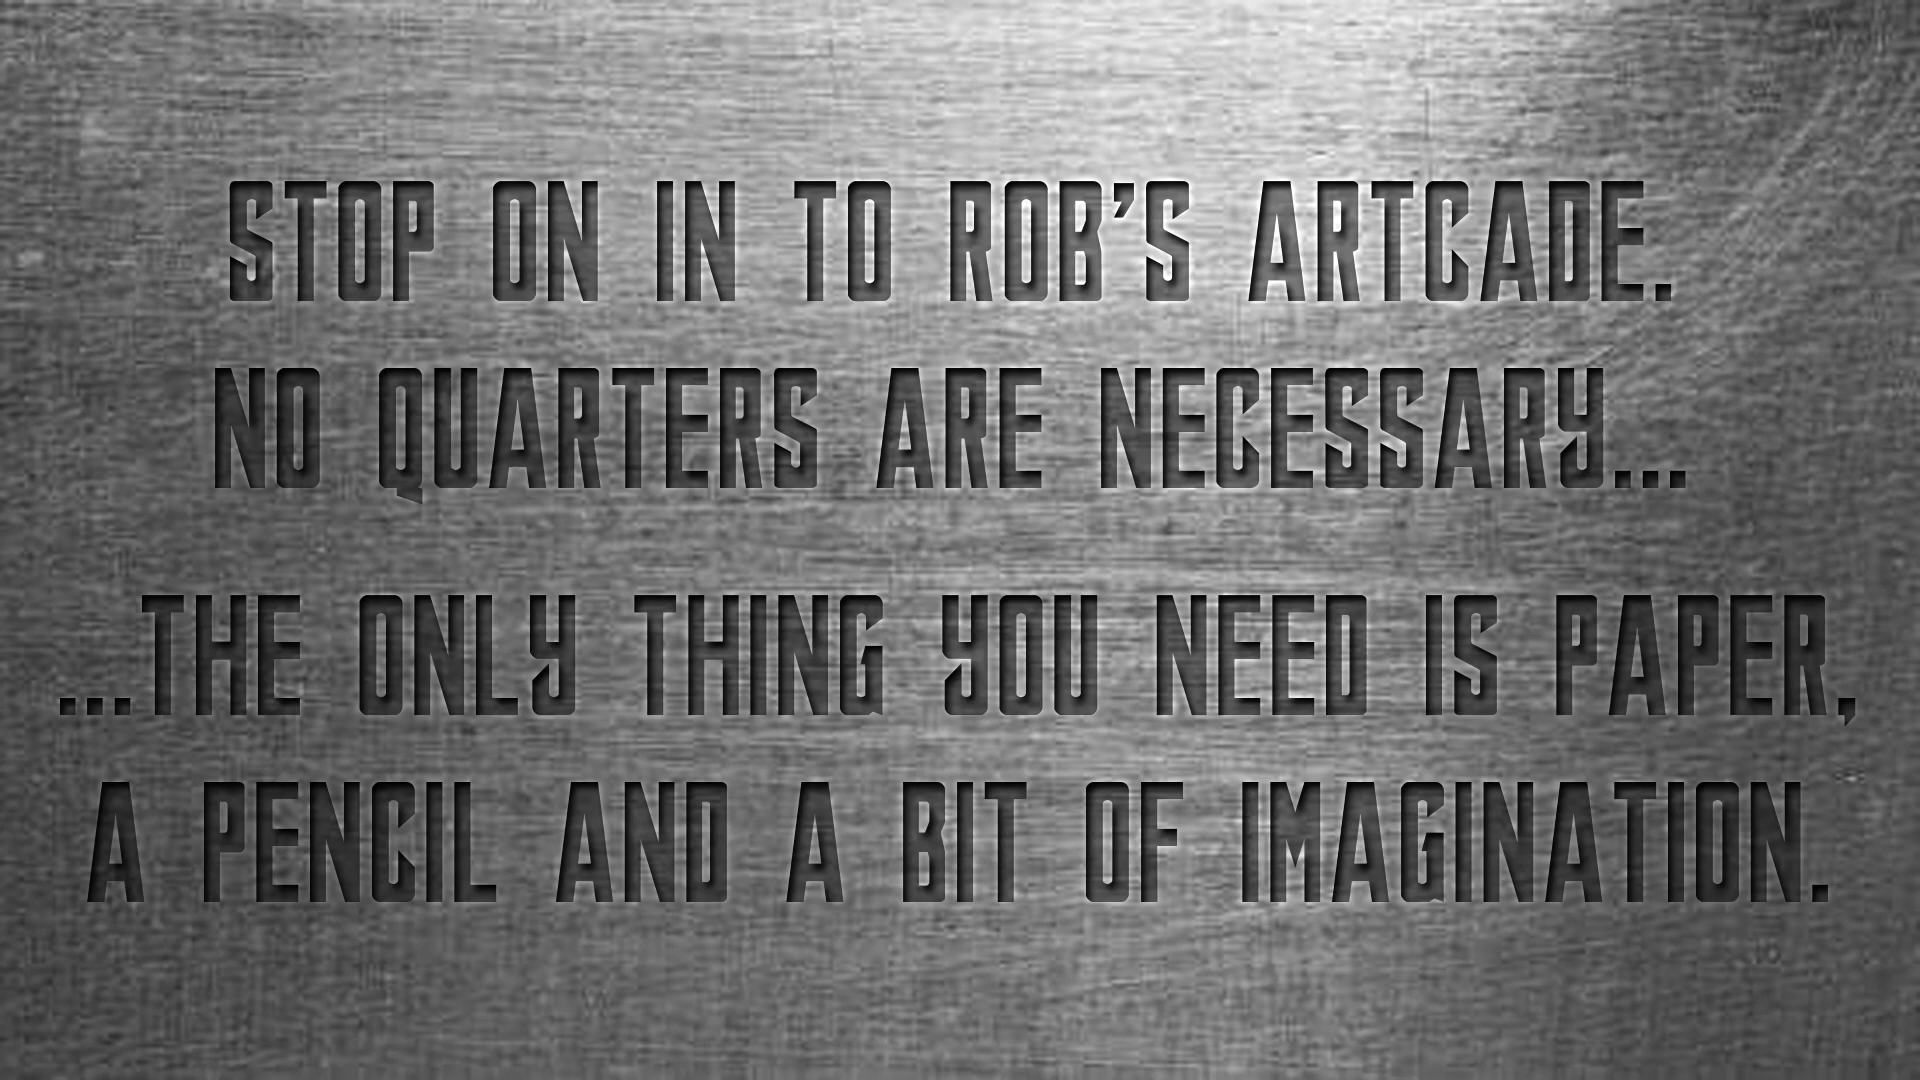 STOP ON IN TO ROB'S ARTCADE.
NO QUARTERS ARE NECESSARY...
...THE ONLY THING YOU NEED IS PAPER,
A PENCIL AND A BIT OF IMAGINATION.